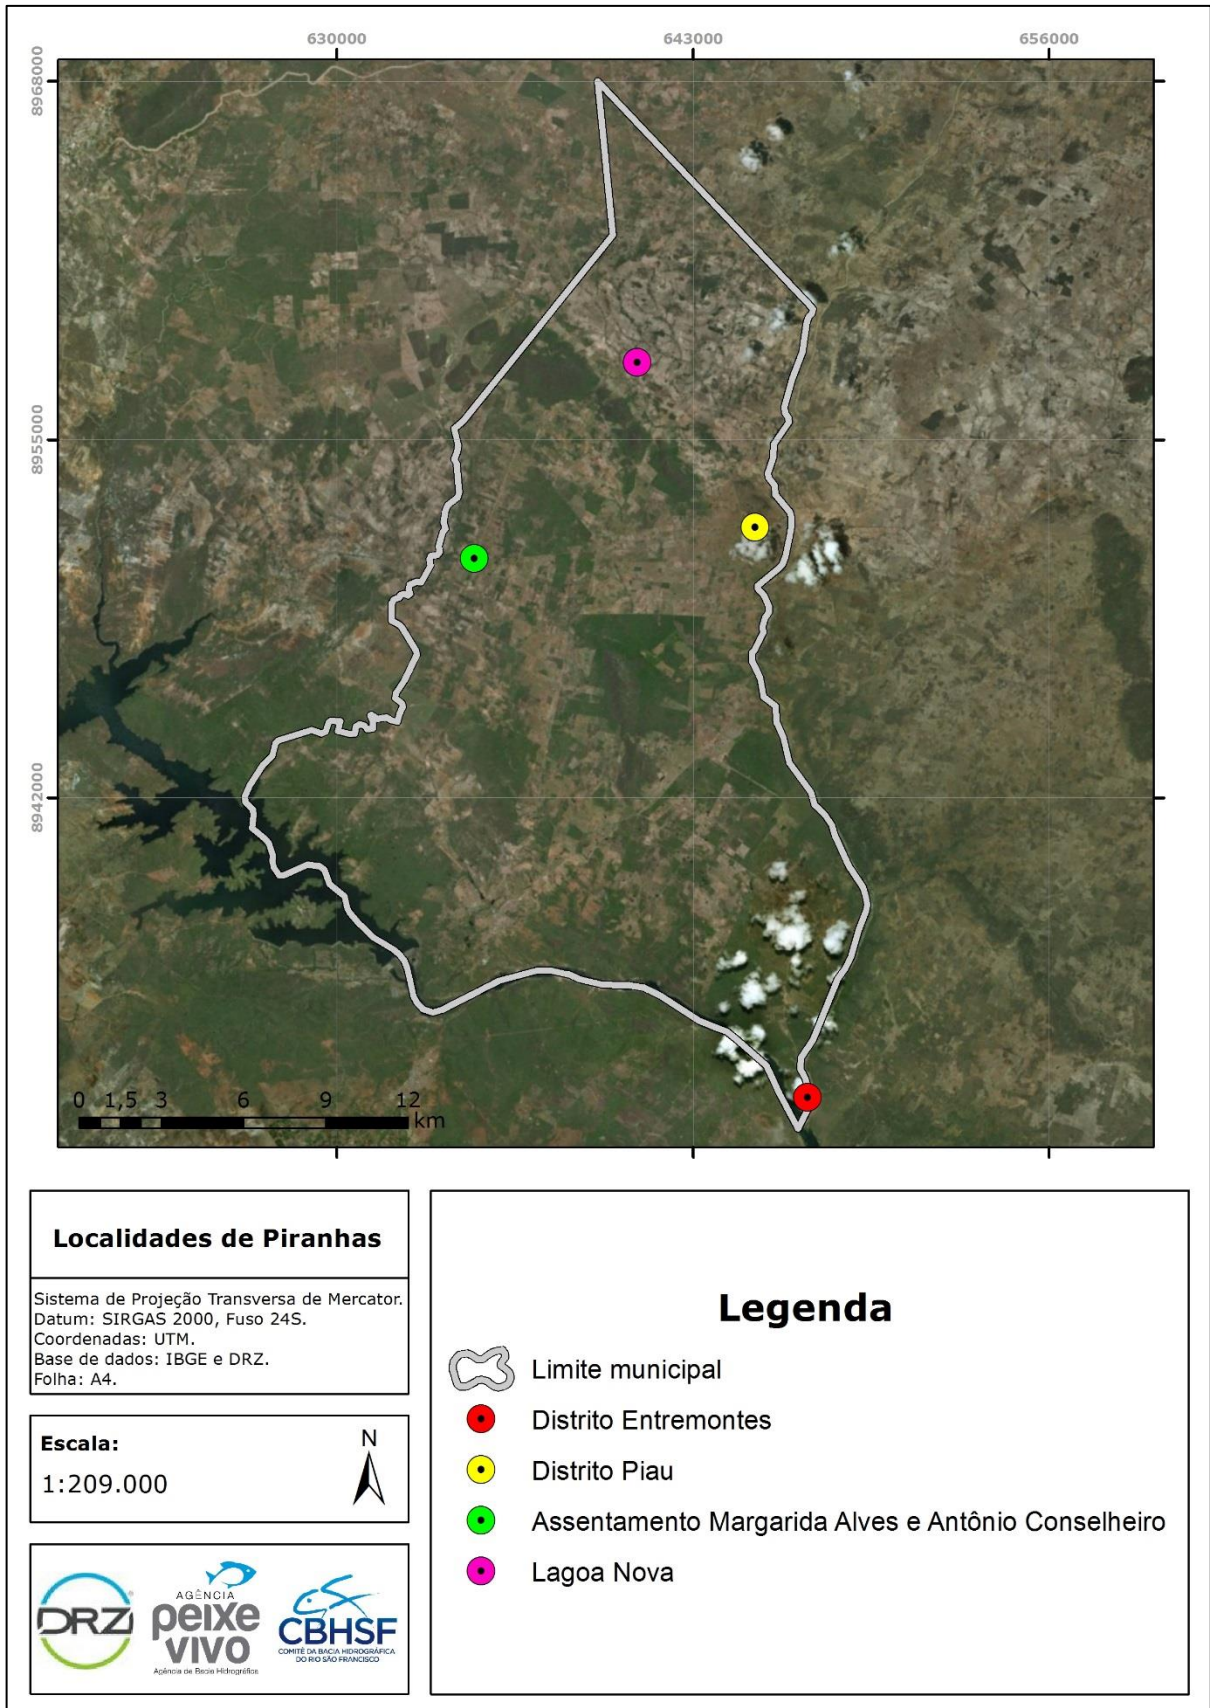 630000
643000
656000
8968000
8955000
8942000
0 1,5 3 6 9 12
km
Localidades de Piranhas
Sistema de Projeção Transversa de Mercator.
Datum: SIRGAS 2000, Fuso 24S.
Coordenadas: UTM.
Base de dados: IBGE e DRZ.
Folha: A4.
Escala:
1:209.000
N
DRZ
®
AGÊNCIA
peixe
vivo
Agência de Bacia Hidrográfica
CBHSF
COMITÊ DA BACIA HIDROGRÁFICA
DO RIO SÃO FRANCISCO
Legenda
Limite municipal
Distrito Entremontes
Distrito Piau
Assentamento Margarida Alves e Antônio Conselheiro
Lagoa Nova